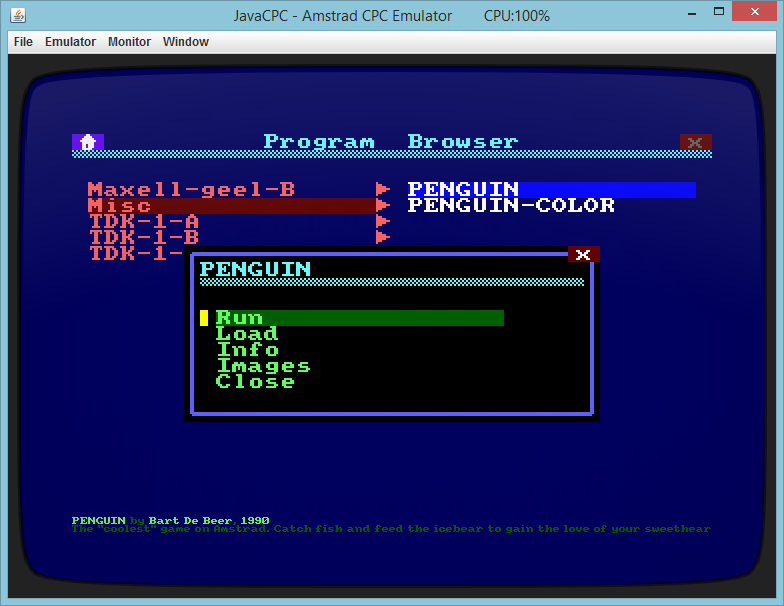 JavaCPC - Amstrad CPC Emulator CPU:100%
File Emulator Monitor Window
Program Browser
Maxell-geel-B PENGUIN
Misc PENGUIN-COLOR
TDK-1-A
TDK-1-B
TDK-1-
PENGUIN
Run
Load
Info
Images
Close
PENGUIN by Bart De Beer, 1990
The "coolest" game on Amstrad. Catch fish and feed the icebear to gain the love of your sweethear